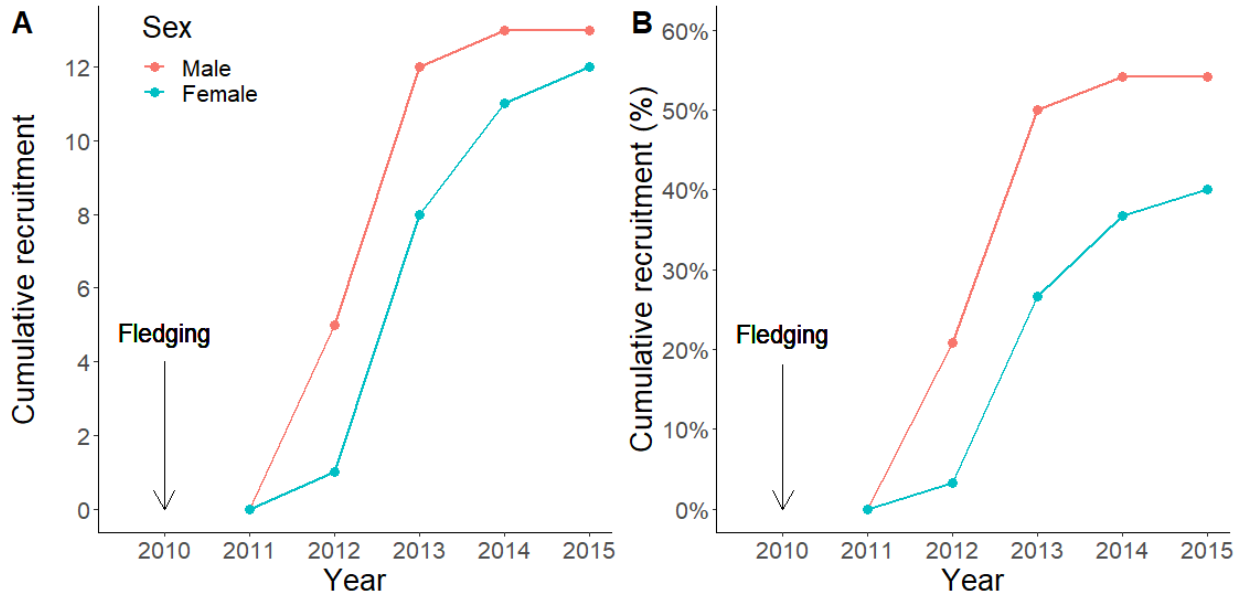 A
Sex
Male
Female
Cumulative recruitment
12
10
8
6
4
2
0
Fledging
2010 2011 2012 2013 2014 2015
Year
B
Cumulative recruitment (%)
60%
50%
40%
30%
20%
10%
0%
Fledging
2010 2011 2012 2013 2014 2015
Year